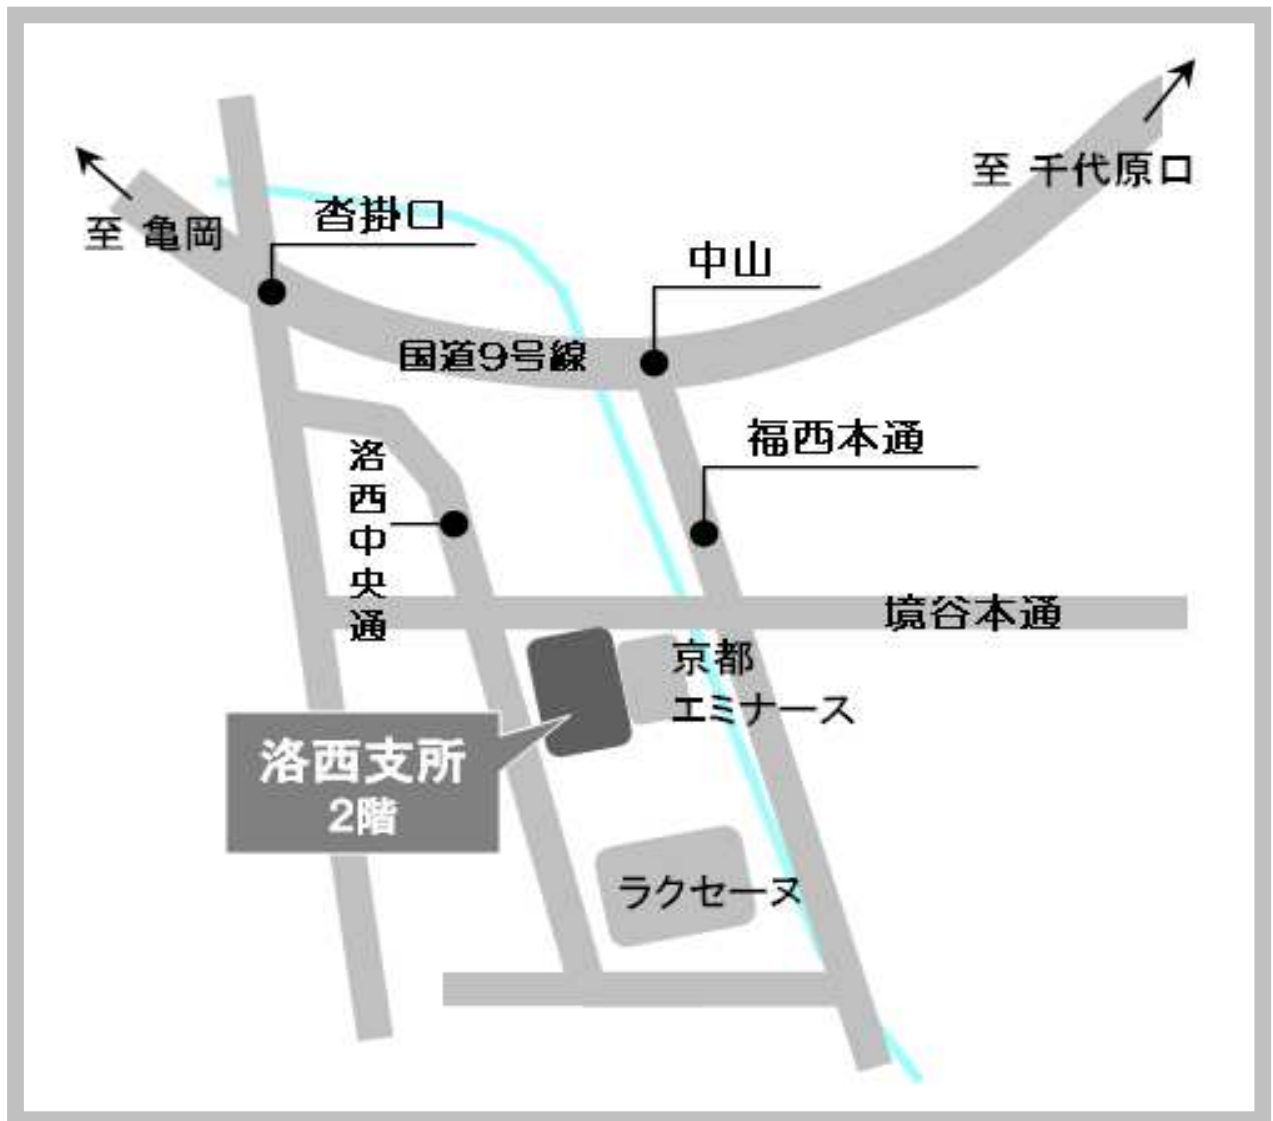 至 千代原口
至 亀岡
沓掛口
中山
国道9号線
福西本通
洛西中央通
境谷本通
京都
エミナース
洛西支所
2階
ラクセーヌ